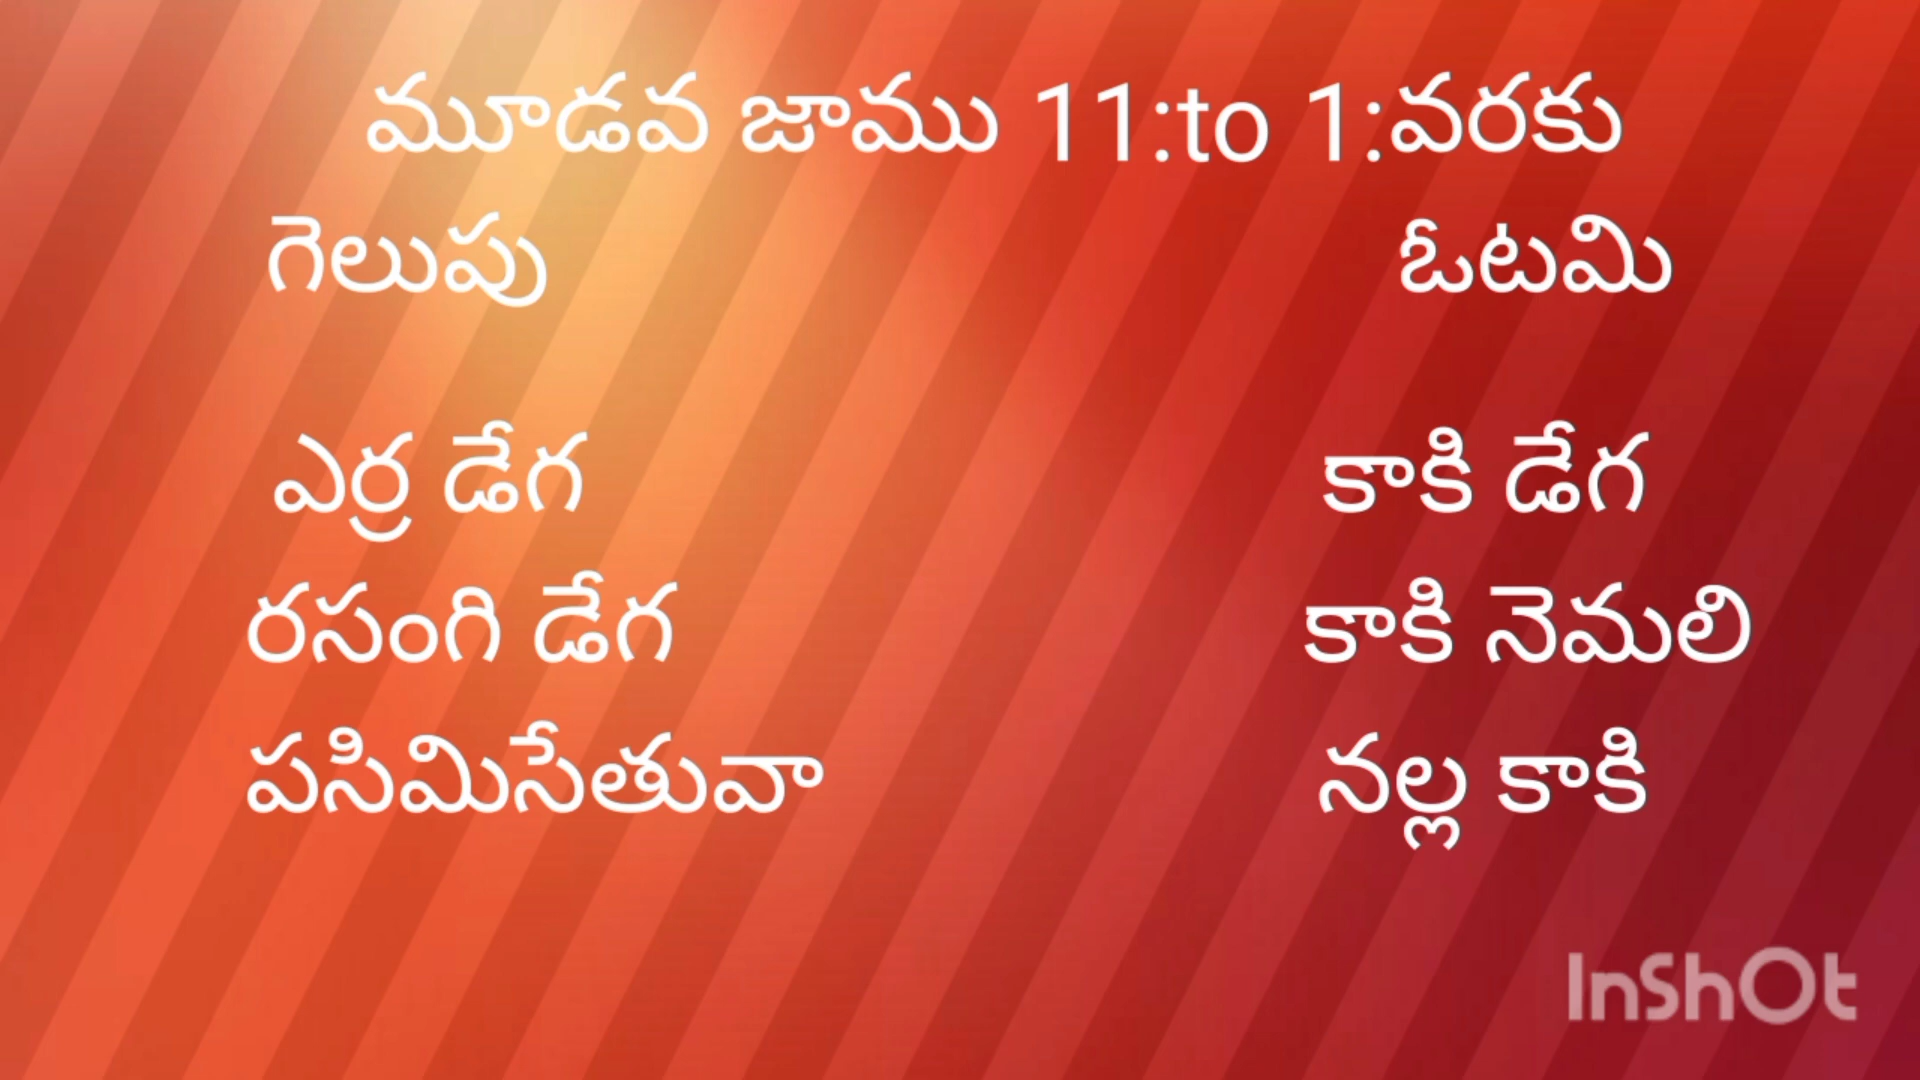 మూడవ జాము 11:to 1:వరకు
గెలుపు ఓటమి
ఎర్ర డేగ కాకి డేగ
రసంగి డేగ కాకి నెమలి
పసిమిసేతువా నల్ల కాకి
InShOt